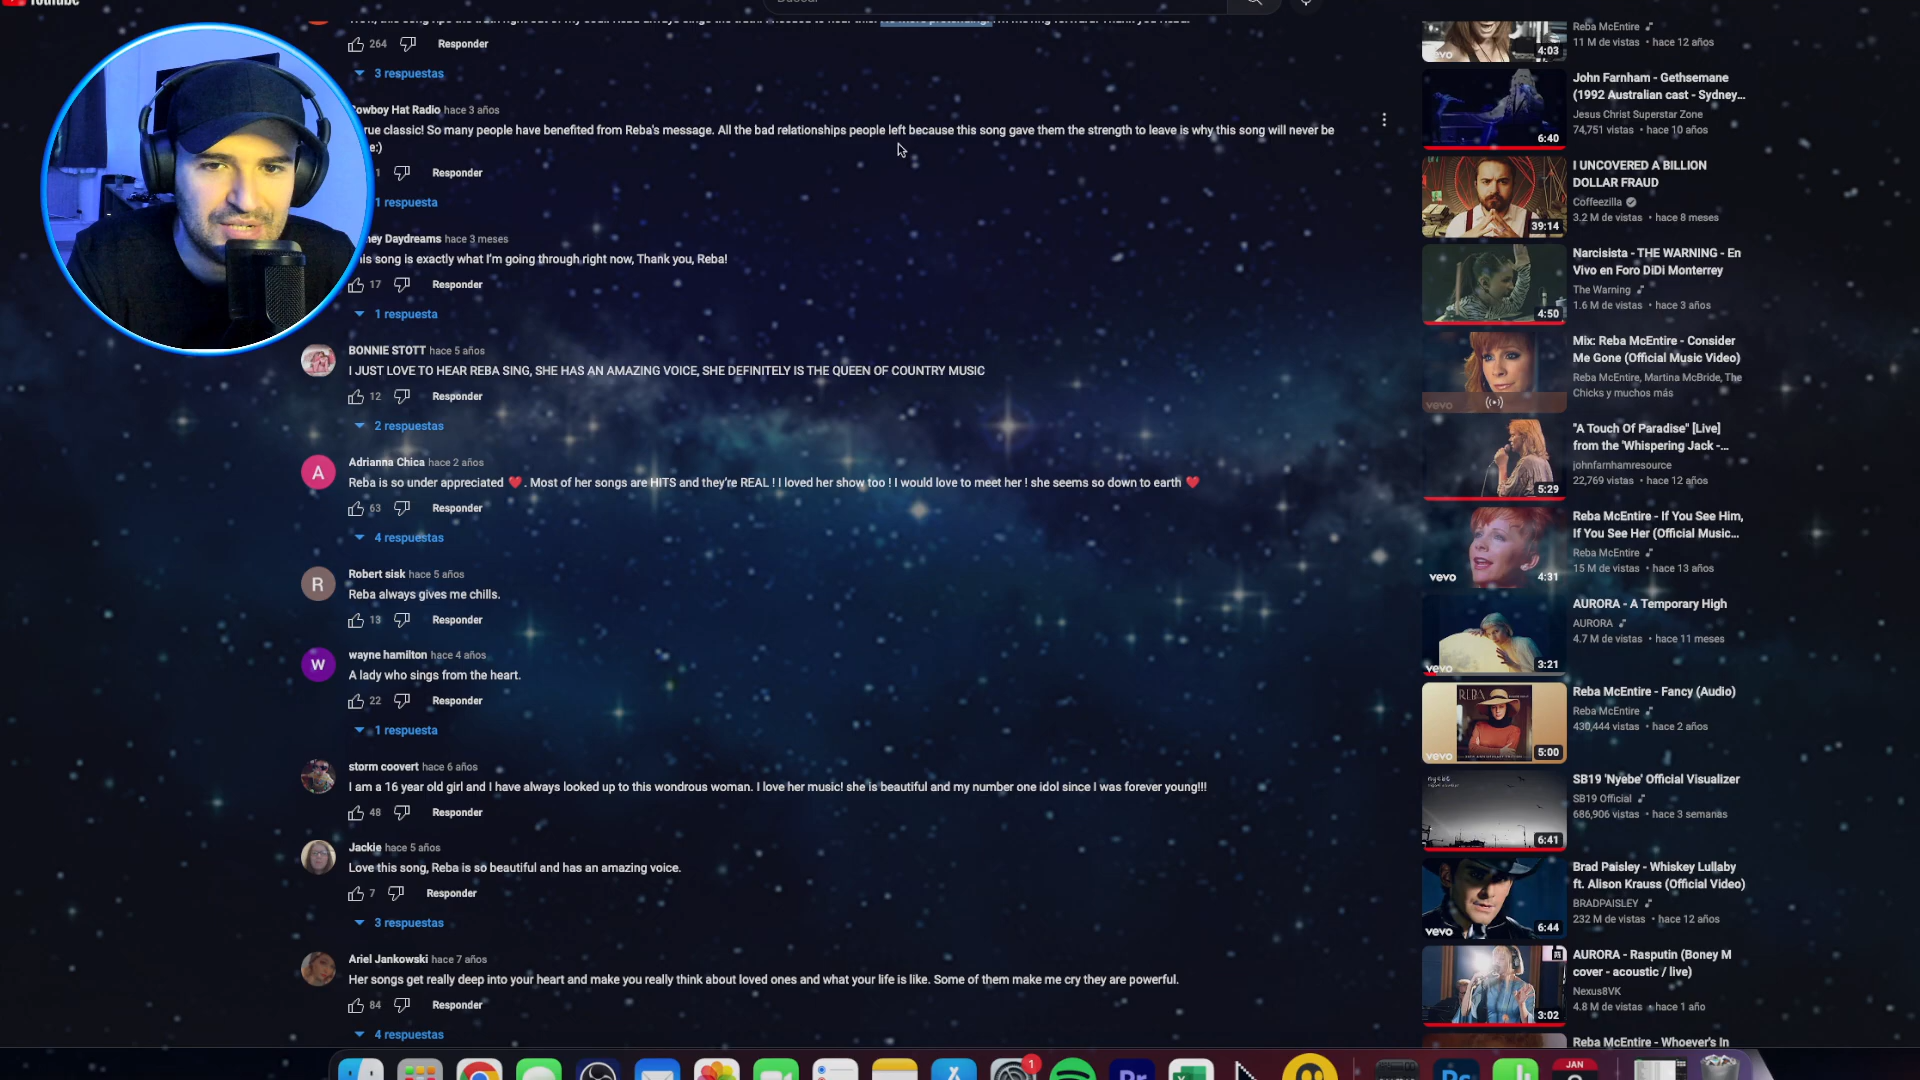 YouTube
Buscar
264 Responder
3 respuestas
Cowboy Hat Radio hace 3 años
true classic! So many people have benefited from Reba's message. All the bad relationships people left because this song gave them the strength to leave is why this song will never be
e:)
1 Responder
1 respuesta
ney Daydreams hace 3 meses
his song is exactly what I'm going through right now, Thank you, Reba!
17 Responder
1 respuesta
BONNIE STOTT hace 5 años
I JUST LOVE TO HEAR REBA SING, SHE HAS AN AMAZING VOICE, SHE DEFINITELY IS THE QUEEN OF COUNTRY MUSIC
12 Responder
2 respuestas
A
Adrianna Chica hace 2 años
Reba is so under appreciated ❤️. Most of her songs are HITS and they're REAL ! I loved her show too ! I would love to meet her ! she seems so down to earth ❤️
63 Responder
4 respuestas
R
Robert sisk hace 5 años
Reba always gives me chills.
13 Responder
W
wayne hamilton hace 4 años
A lady who sings from the heart.
22 Responder
1 respuesta
storm coovert hace 6 años
I am a 16 year old girl and I have always looked up to this wondrous woman. I love her music! she is beautiful and my number one idol since I was forever young!!!
48 Responder
Jackie hace 5 años
Love this song, Reba is so beautiful and has an amazing voice.
7 Responder
3 respuestas
Ariel Jankowski hace 7 años
Her songs get really deep into your heart and make you really think about loved ones and what your life is like. Some of them make me cry they are powerful.
84 Responder
4 respuestas
vevo 4:03
Reba McEntire
11 M de vistas • hace 12 años
6:40
John Farnham - Gethsemane
(1992 Australian cast - Sydney...
Jesus Christ Superstar Zone
74,751 vistas • hace 10 años
39:14
I UNCOVERED A BILLION
DOLLAR FRAUD
Coffeezilla
3.2 M de vistas • hace 8 meses
4:50
Narcisista - THE WARNING - En
Vivo en Foro DiDi Monterrey
The Warning
1.6 M de vistas • hace 3 años
vevo
Mix: Reba McEntire - Consider
Me Gone (Official Music Video)
Reba McEntire, Martina McBride, The
Chicks y muchos más
5:29
"A Touch Of Paradise" [Live]
from the 'Whispering Jack -...
johnfarnhamresource
22,769 vistas • hace 12 años
vevo 4:31
Reba McEntire - If You See Him,
If You See Her (Official Music...
Reba McEntire
15 M de vistas • hace 13 años
vevo 3:21
AURORA - A Temporary High
AURORA
4.7 M de vistas • hace 11 meses
REBA
vevo 5:00
Reba McEntire - Fancy (Audio)
Reba McEntire
430,444 vistas • hace 2 años
nyebe
6:41
SB19 'Nyebe' Official Visualizer
SB19 Official
686,906 vistas • hace 3 semanas
vevo 6:44
Brad Paisley - Whiskey Lullaby
ft. Alison Krauss (Official Video)
BRADPAISLEY
232 M de vistas • hace 12 años
3:02
AURORA - Rasputin (Boney M
cover - acoustic / live)
Nexus8VK
4.8 M de vistas • hace 1 año
Reba McEntire - Whoever's In
1
Pr
Ps
JAN